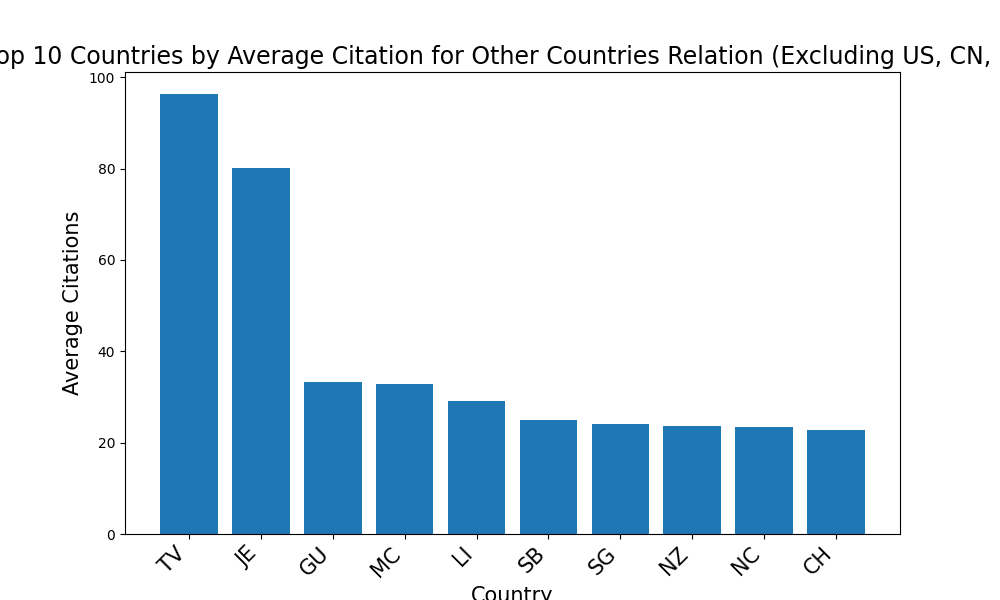 op 10 Countries by Average Citation for Other Countries Relation (Excluding US, CN,
100
80
60
40
20
0
Average Citations
TV
JE
GU
MC
LI
SB
SG
NZ
NC
CH
Country